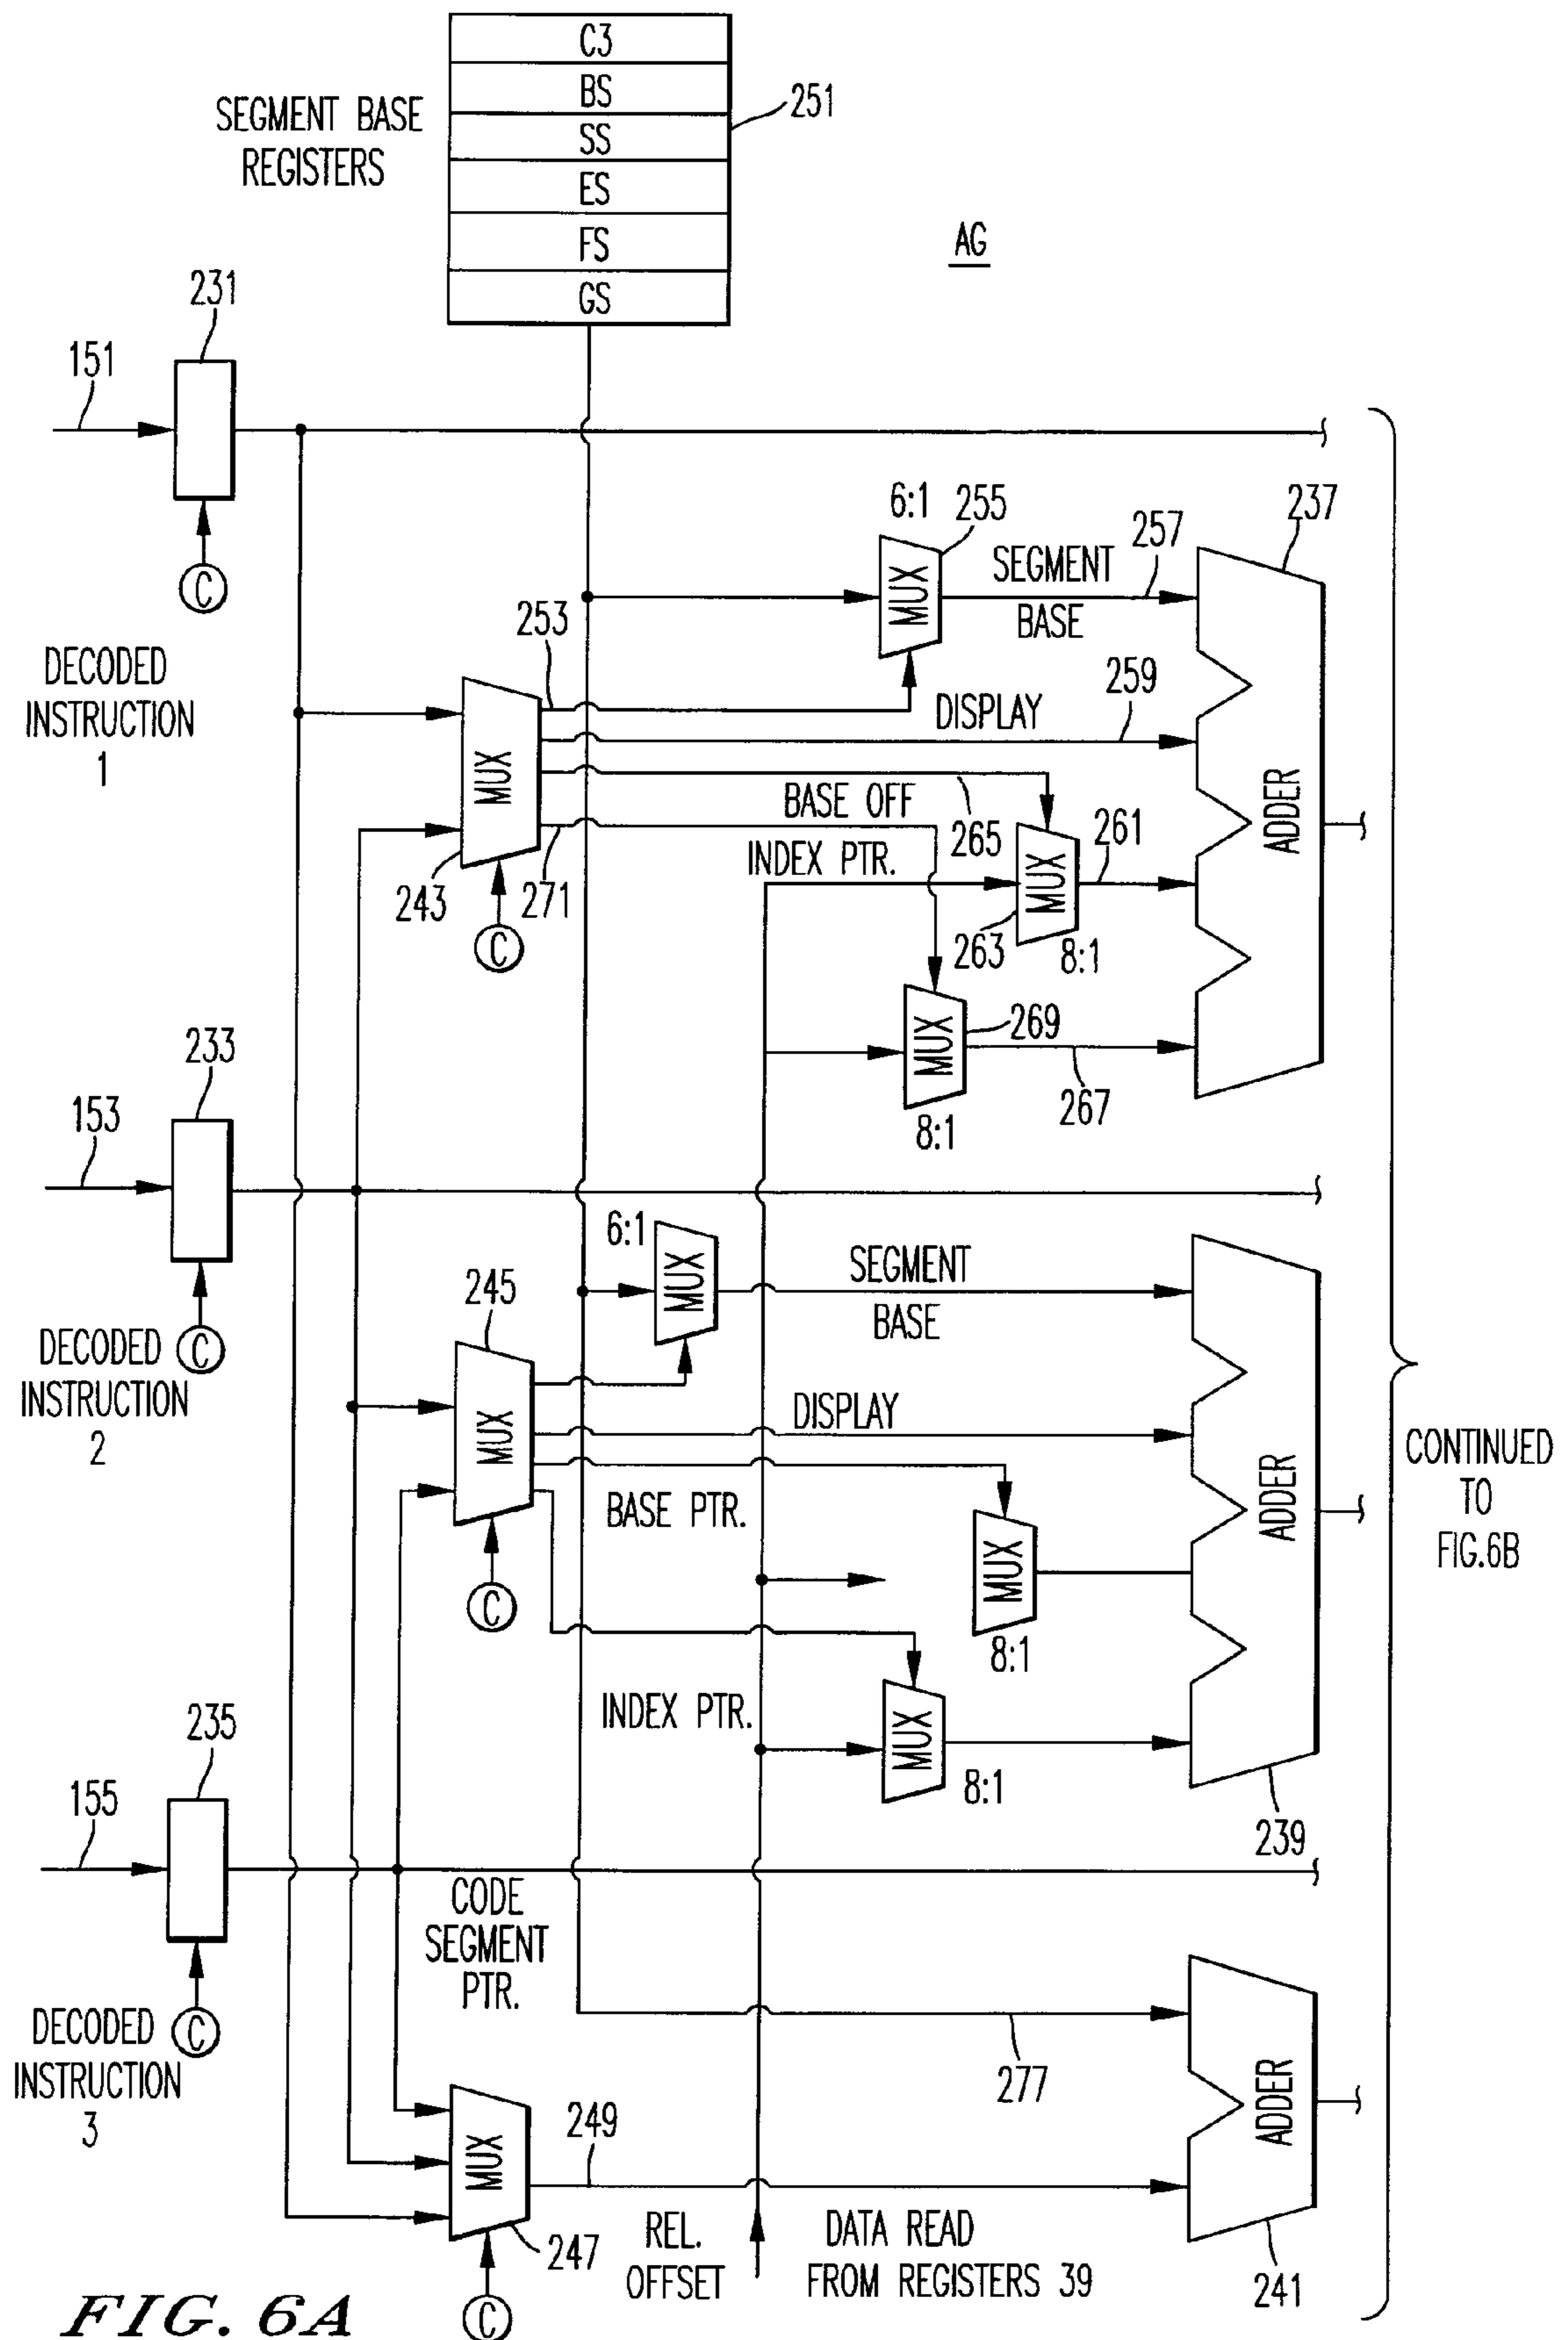 C3
BS
SS
ES
FS
GS
SEGMENT BASE
REGISTERS
251
AG
231
151
C
DECODED
INSTRUCTION
1
6:1
255
MUX
SEGMENT
BASE
257
237
253
MUX
243
C
271
DISPLAY
259
BASE OFF
265
INDEX PTR.
MUX
261
263
8:1
MUX
269
267
8:1
ADDER
233
153
C
DECODED
INSTRUCTION
2
6:1
MUX
SEGMENT
BASE
245
MUX
C
DISPLAY
BASE PTR.
MUX
8:1
INDEX PTR.
MUX
8:1
ADDER
239
CONTINUED
TO
FIG.6B
235
155
C
DECODED
INSTRUCTION
3
CODE
SEGMENT
PTR.
277
MUX
249
247
C
REL.
OFFSET
DATA READ
FROM REGISTERS 39
ADDER
241
FIG. 6A